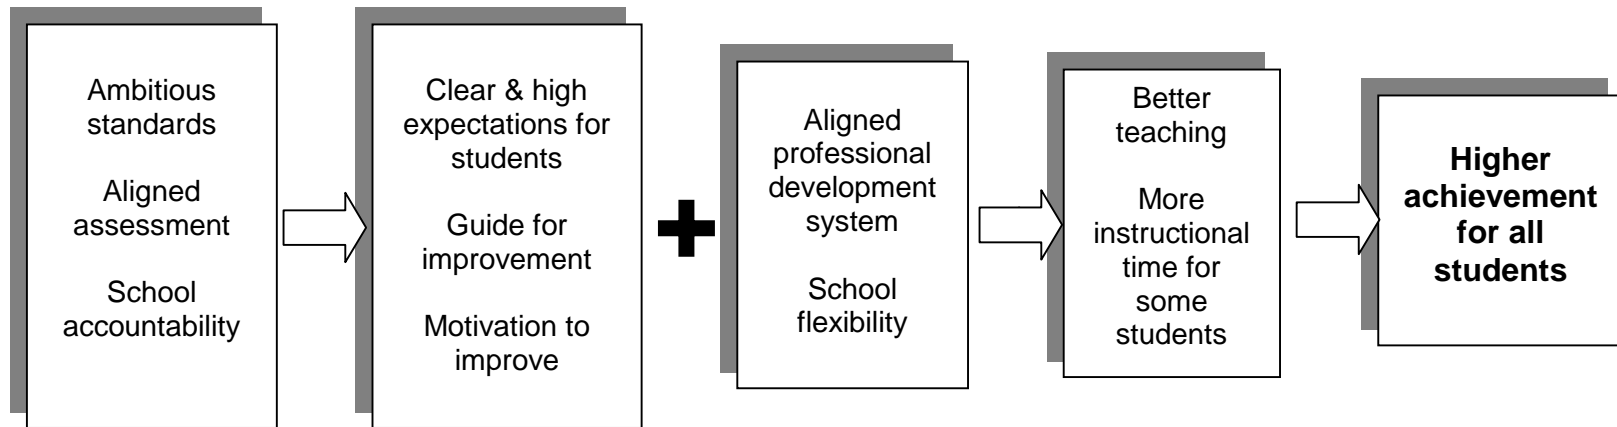 Ambitious
standards
Aligned
assessment
School
accountability
Clear & high
expectations for
students
Guide for
improvement
Motivation to
improve
Aligned
professional
development
system
School
flexibility
Better
teaching
More
instructional
time for
some
students
Higher
achievement
for all
students